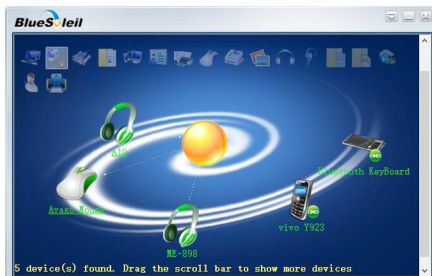 BlueSoleil
Bluetooth KeyBoard
Avago Mouse
vivo Y923
ME-898
5 device(s) found. Drag the scroll bar to show more devices